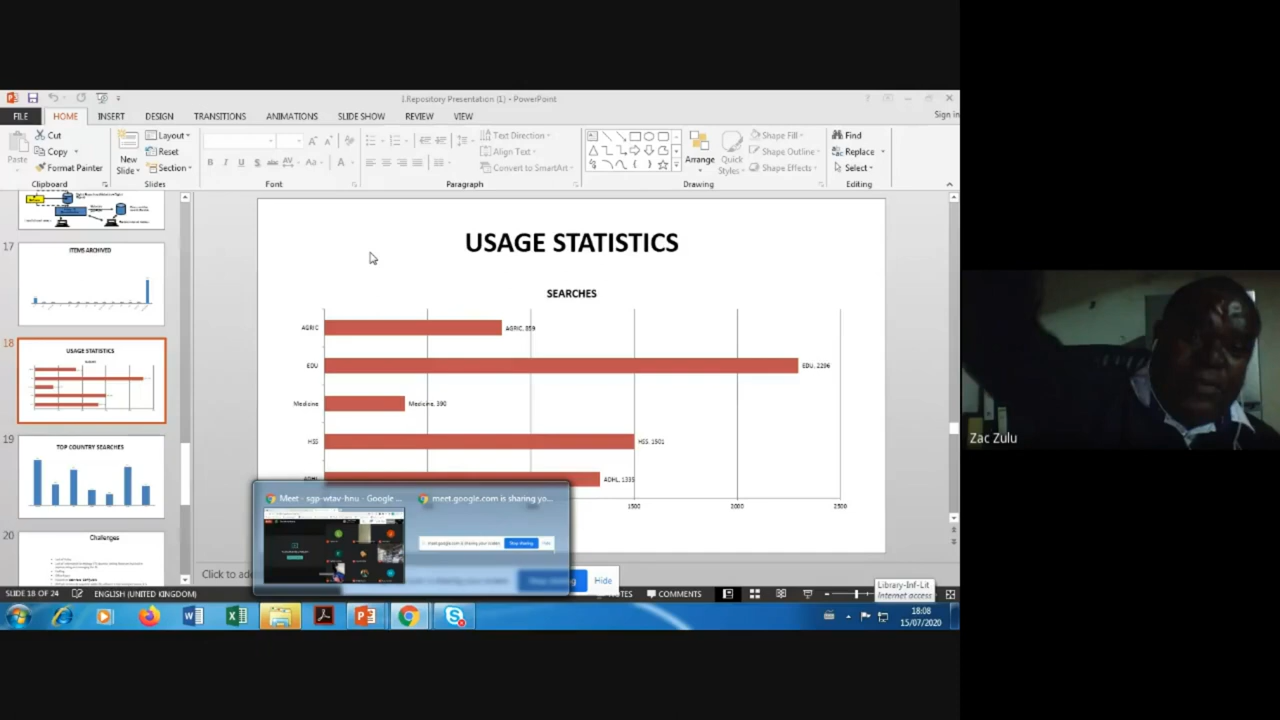 I.Repository Presentation (1) - PowerPoint
Sign in
FILE HOME INSERT DESIGN TRANSITIONS ANIMATIONS SLIDE SHOW REVIEW VIEW
Paste
Cut
Copy
Format Painter
Clipboard
New Slide
Layout
Reset
Section
Slides
Font
Text Direction
Align Text
Convert to SmartArt
Paragraph
Arrange
Quick Styles
Shape Fill
Shape Outline
Shape Effects
Drawing
Find
Replace
Select
Editing
17
ITEMS ARCHIVED
18
USAGE STATISTICS
19
TOP COUNTRY SEARCHES
20
Challenges
USAGE STATISTICS
SEARCHES
AGRIC
AGRIC, 859
EDU
EDU, 2296
Medicine
Medicine, 390
HSS
HSS, 1501
ADHL, 1335
1500 2000 2500
Meet - sgp-wtav-hnu - Google ...
meet.google.com is sharing yo...
Stop sharing
Hide
Click to ad
Hide
SLIDE 18 OF 24
ENGLISH (UNITED KINGDOM)
NOTES
COMMENTS
Library-Inf-Lit
Internet access
18:08
15/07/2020
Zac Zulu